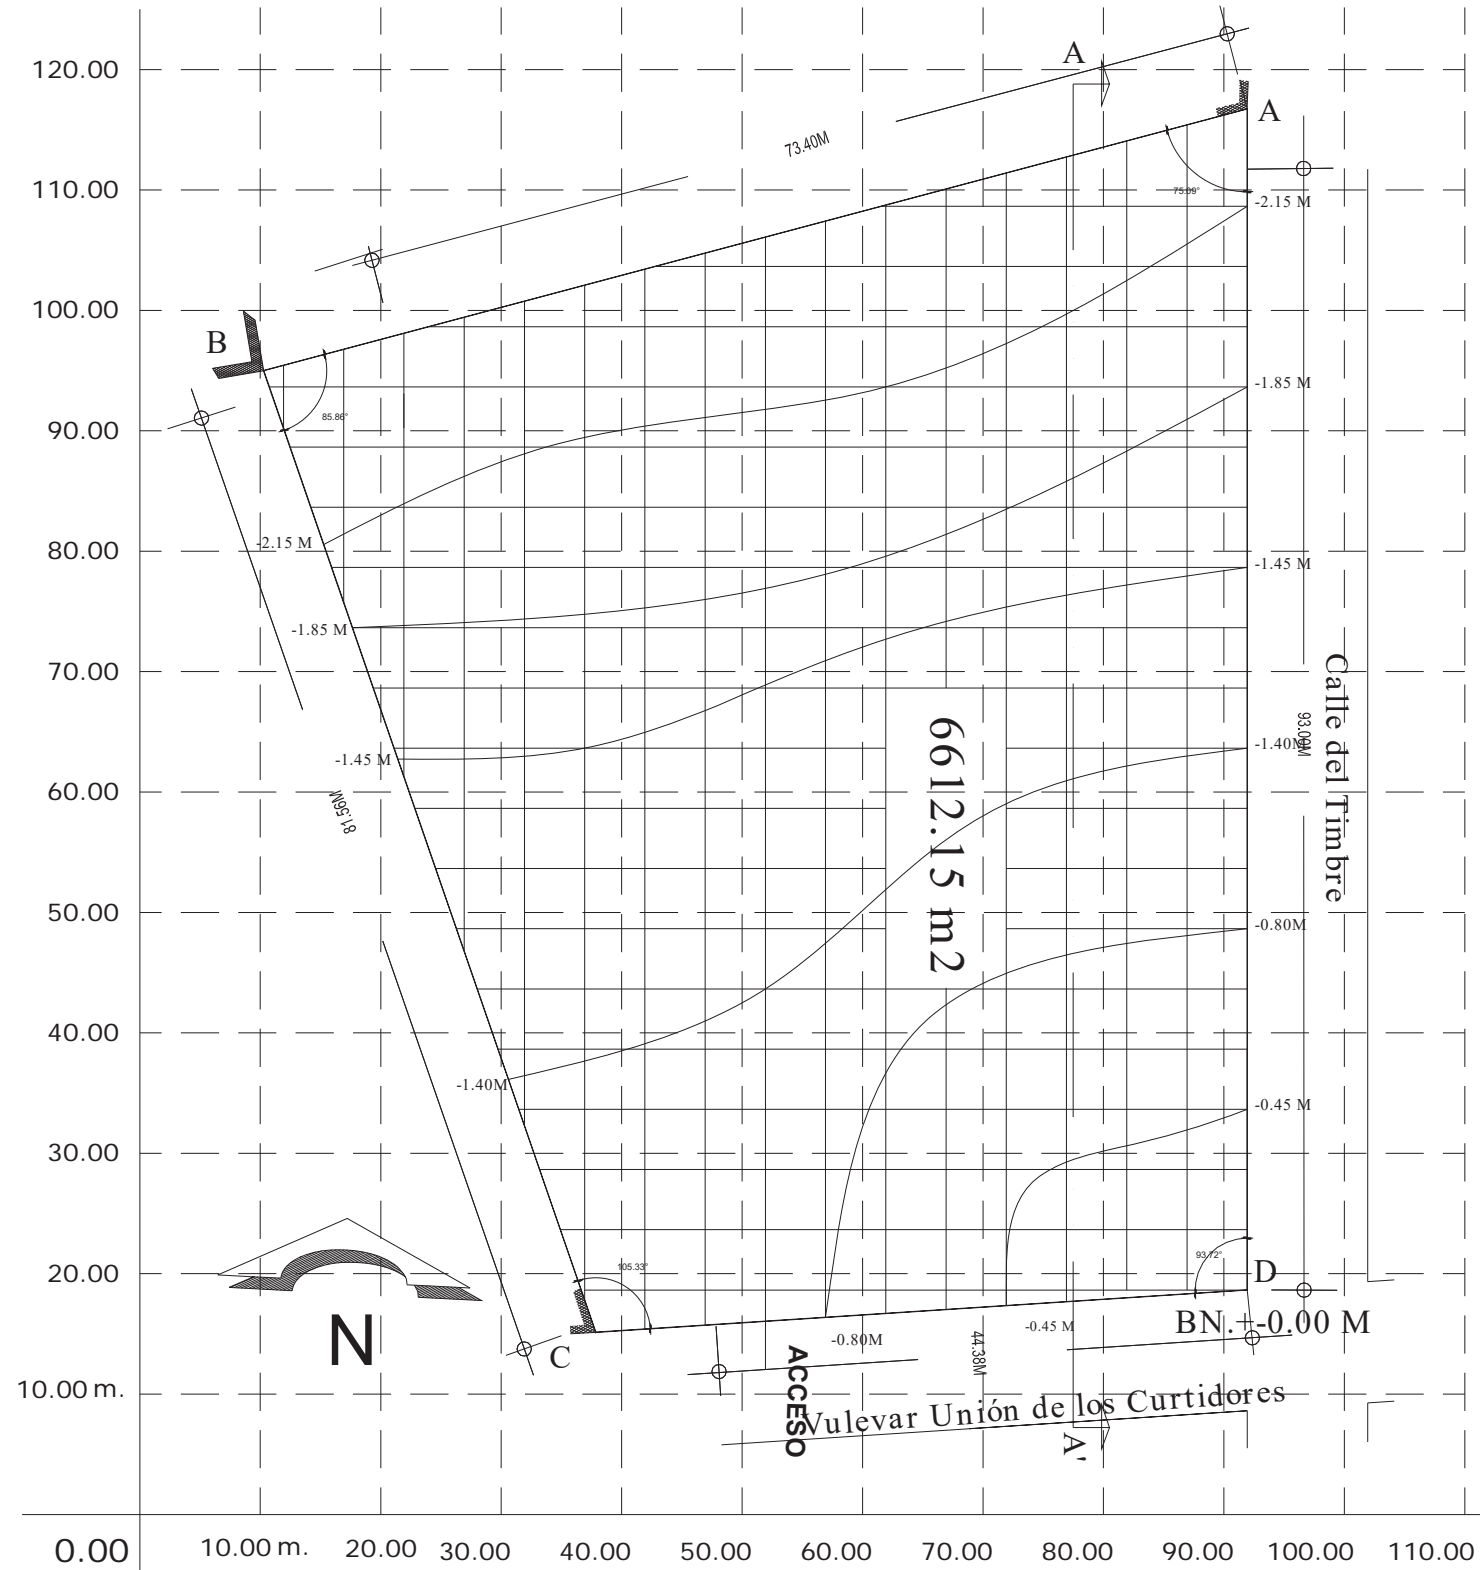 120.00
110.00
100.00
90.00
80.00
70.00
60.00
50.00
40.00
30.00
20.00
10.00 m.
0.00
10.00 m.
20.00
30.00
40.00
50.00
60.00
70.00
80.00
90.00
100.00
110.00
A
A
73.40M
75.09°
B
85.86°
-2.15 M
-1.85 M
-1.45 M
-1.40M
-0.80M
-0.45 M
-2.15 M
-1.85 M
-1.45 M
-1.40M
81.56M
93.00M
Calle del Timbre
6612.15 m2
105.33°
93.72°
D
BN.+-0.00 M
C
N
-0.80M
-0.45 M
44.38M
ACCESO
Vulevar Unión de los Curtidores
A'